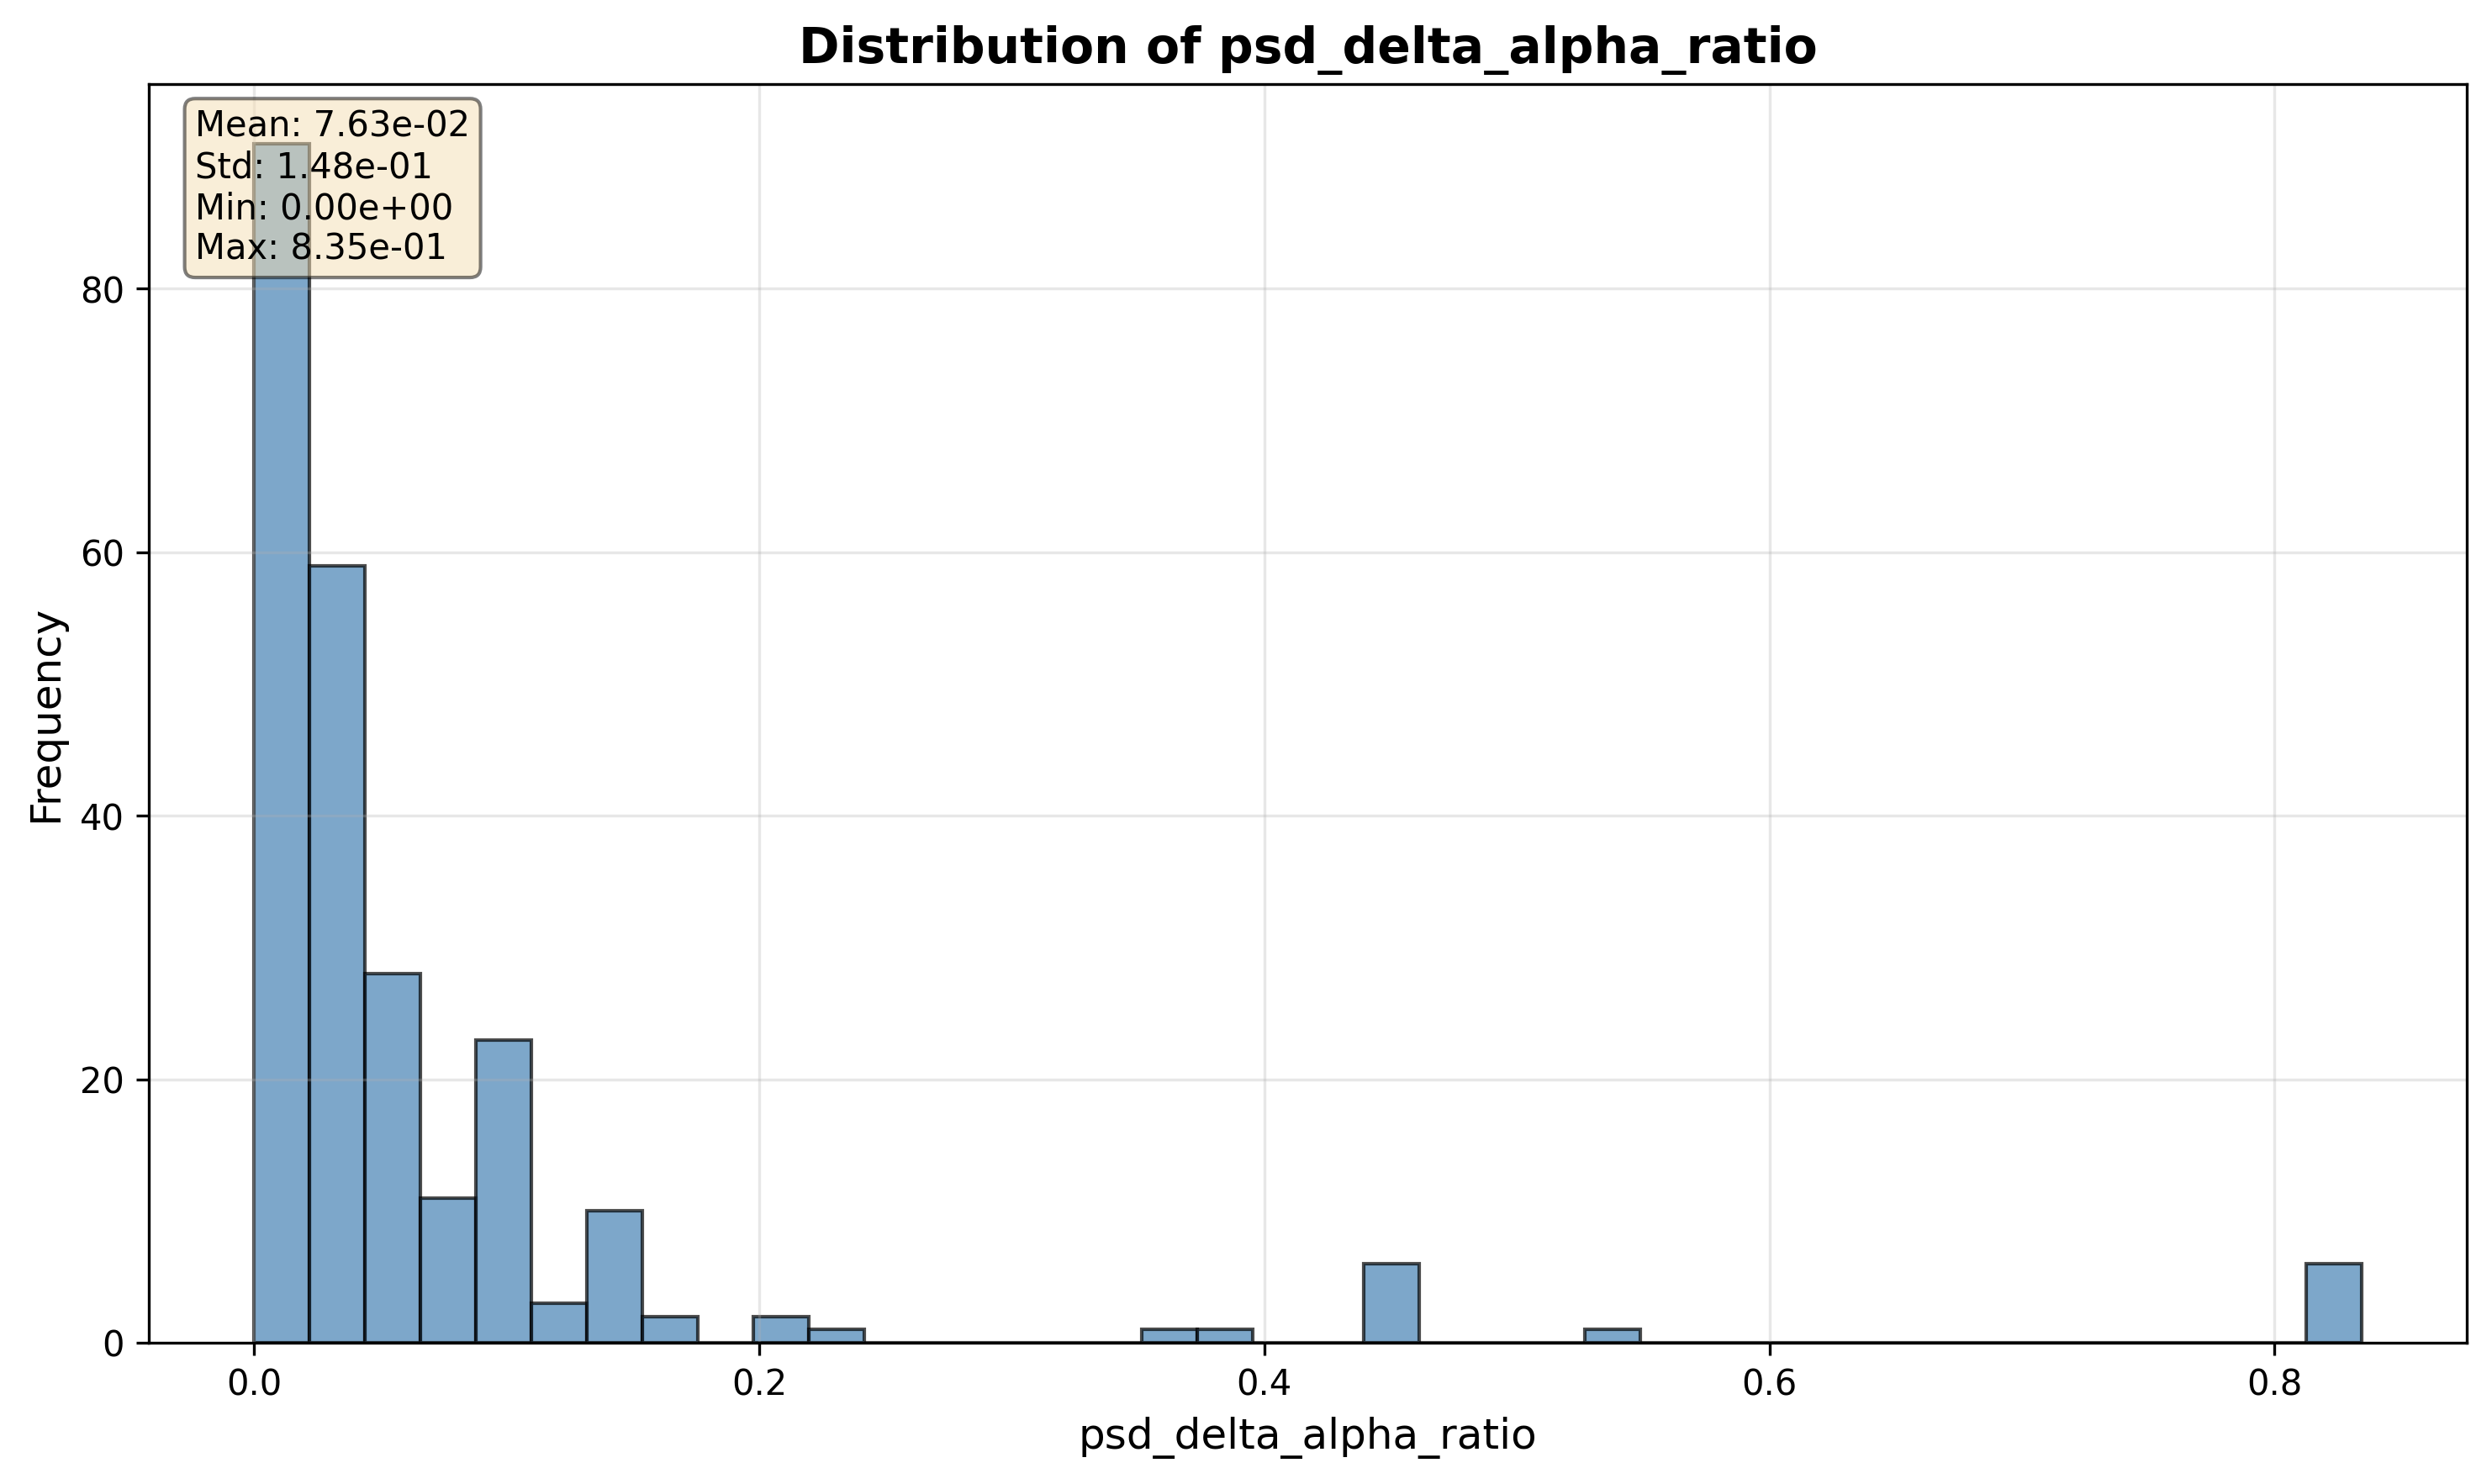 Distribution of psd_delta_alpha_ratio
Mean: 7.63e-02
Std: 1.48e-01
Min: 0.00e+00
Max: 8.35e-01
Frequency
80
60
40
20
0
0.0 0.2 0.4 0.6 0.8
psd_delta_alpha_ratio